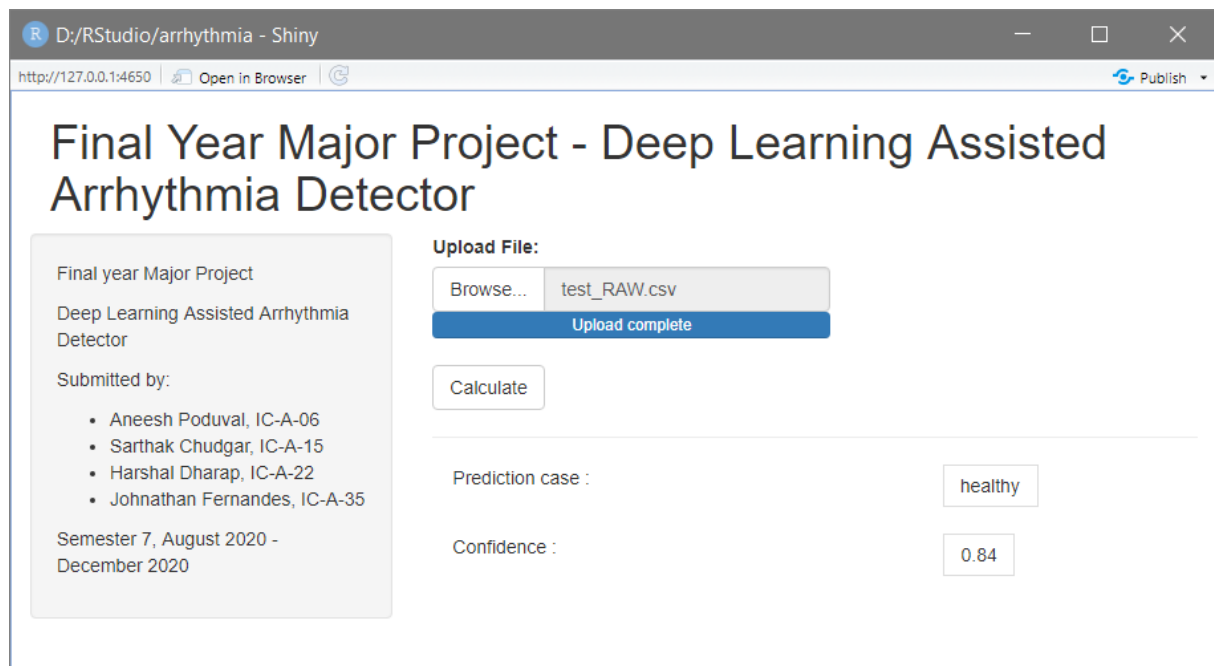 R D:/RStudio/arrhythmia - Shiny
http://127.0.0.1:4650 Open in Browser Publish
Final Year Major Project - Deep Learning Assisted
Arrhythmia Detector
Final year Major Project
Deep Learning Assisted Arrhythmia
Detector
Submitted by:
• Aneesh Poduval, IC-A-06
• Sarthak Chudgar, IC-A-15
• Harshal Dharap, IC-A-22
• Johnathan Fernandes, IC-A-35
Semester 7, August 2020 -
December 2020
Upload File:
Browse... test_RAW.csv
Upload complete
Calculate
Prediction case : healthy
Confidence : 0.84